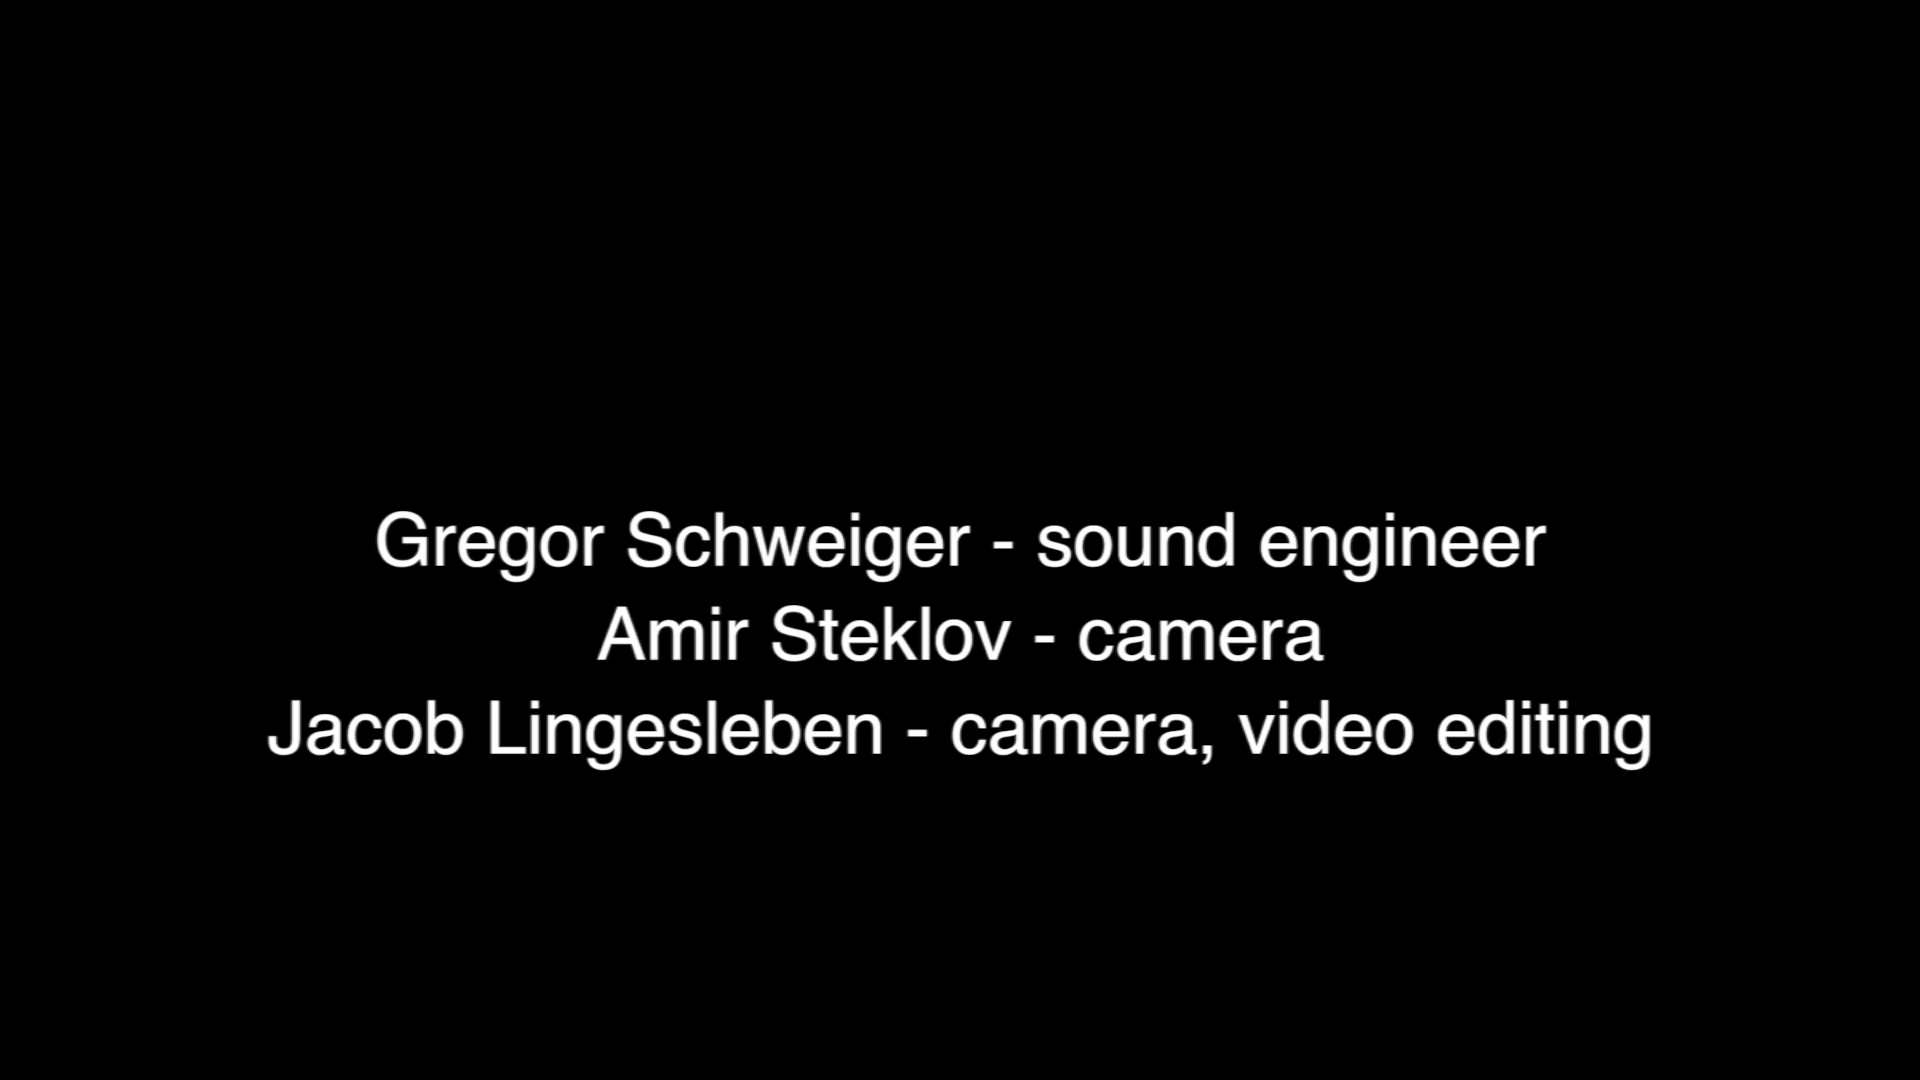 Gregor Schweiger - sound engineer
Amir Steklov - camera
Jacob Lingesleben - camera, video editing